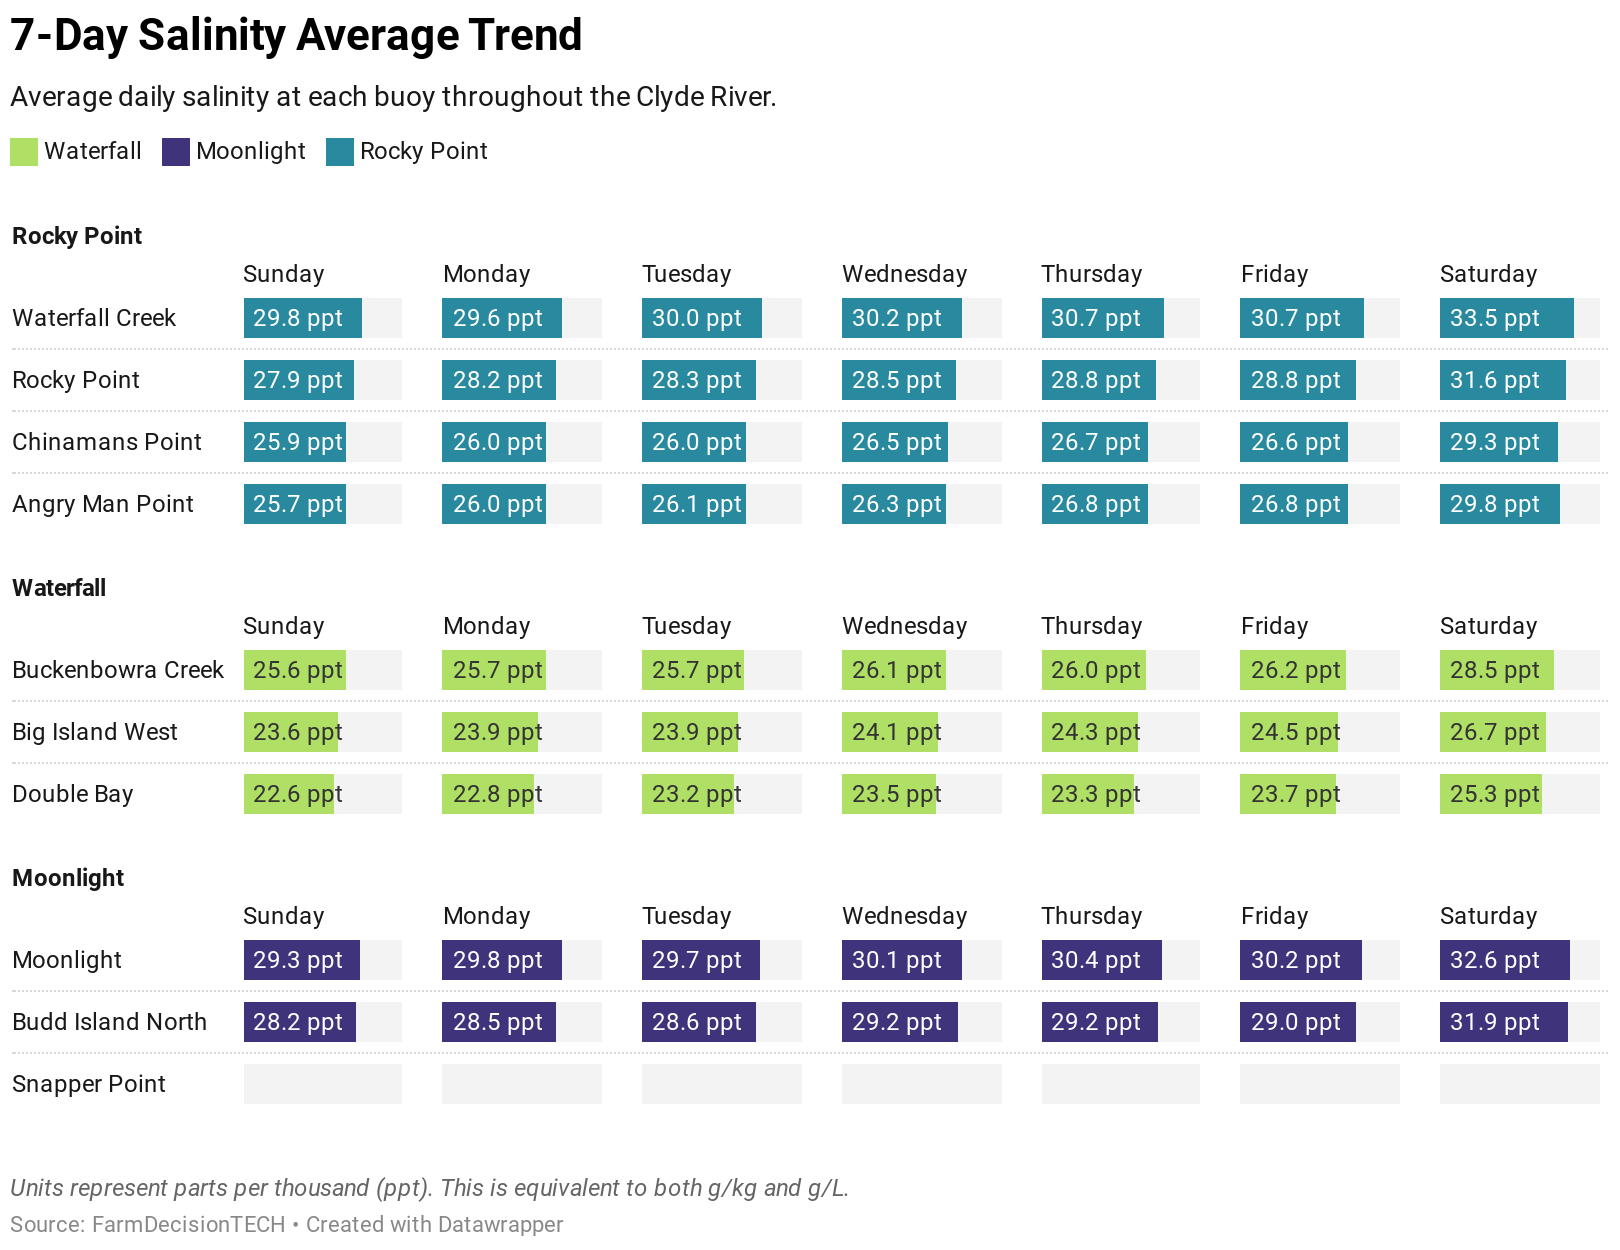 7-Day Salinity Average Trend
Average daily salinity at each buoy throughout the Clyde River.
Waterfall Moonlight Rocky Point
Rocky Point
Sunday Monday Tuesday Wednesday Thursday Friday Saturday
Waterfall Creek 29.8 ppt 29.6 ppt 30.0 ppt 30.2 ppt 30.7 ppt 30.7 ppt 33.5 ppt
Rocky Point 27.9 ppt 28.2 ppt 28.3 ppt 28.5 ppt 28.8 ppt 28.8 ppt 31.6 ppt
Chinamans Point 25.9 ppt 26.0 ppt 26.0 ppt 26.5 ppt 26.7 ppt 26.6 ppt 29.3 ppt
Angry Man Point 25.7 ppt 26.0 ppt 26.1 ppt 26.3 ppt 26.8 ppt 26.8 ppt 29.8 ppt
Waterfall
Sunday Monday Tuesday Wednesday Thursday Friday Saturday
Buckenbowra Creek 25.6 ppt 25.7 ppt 25.7 ppt 26.1 ppt 26.0 ppt 26.2 ppt 28.5 ppt
Big Island West 23.6 ppt 23.9 ppt 23.9 ppt 24.1 ppt 24.3 ppt 24.5 ppt 26.7 ppt
Double Bay 22.6 ppt 22.8 ppt 23.2 ppt 23.5 ppt 23.3 ppt 23.7 ppt 25.3 ppt
Moonlight
Sunday Monday Tuesday Wednesday Thursday Friday Saturday
Moonlight 29.3 ppt 29.8 ppt 29.7 ppt 30.1 ppt 30.4 ppt 30.2 ppt 32.6 ppt
Budd Island North 28.2 ppt 28.5 ppt 28.6 ppt 29.2 ppt 29.2 ppt 29.0 ppt 31.9 ppt
Snapper Point
Units represent parts per thousand (ppt). This is equivalent to both g/kg and g/L.
Source: FarmDecisionTECH • Created with Datawrapper